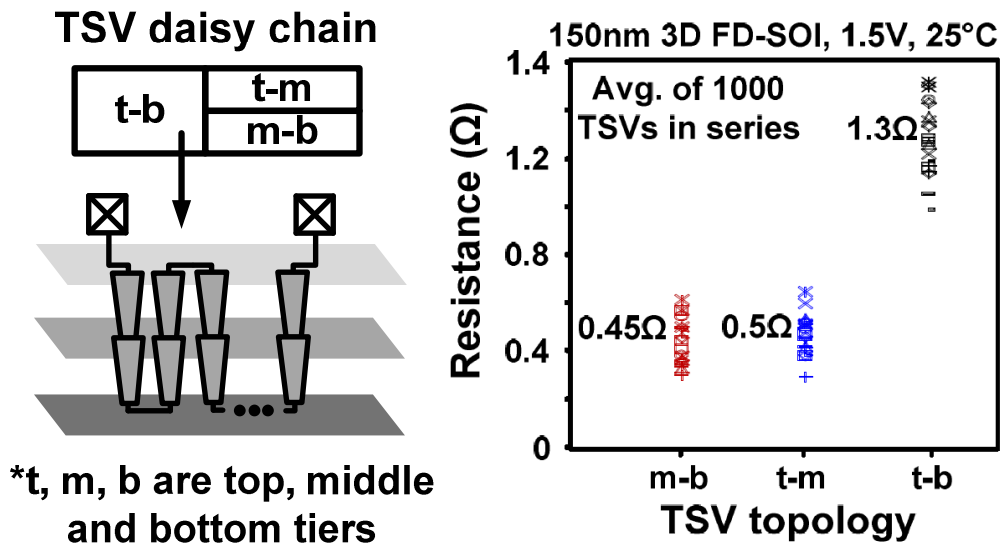 TSV daisy chain
t-b
t-m
m-b
*t, m, b are top, middle
and bottom tiers
150nm 3D FD-SOI, 1.5V, 25°C
Avg. of 1000
TSVs in series
1.3Ω
0.45Ω
0.5Ω
Resistance (Ω)
1.4
1.2
0.8
0.4
0
m-b
t-m
t-b
TSV topology